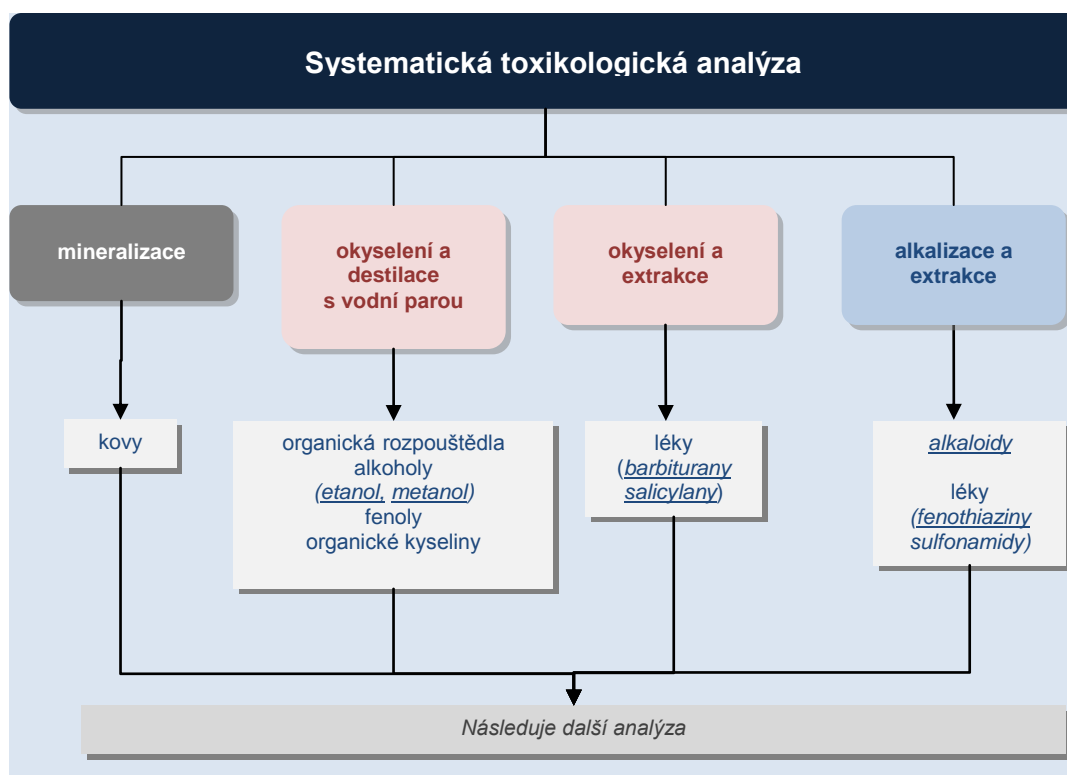 Systematická toxikologická analýza
mineralizace
okyselení a
destilace
s vodní parou
okyselení a
extrakce
alkalizace a
extrakce
kovy
organická rozpouštědla
alkoholy
(etanol, metanol)
fenoly
organické kyseliny
léky
(barbiturany
salicylany)
alkaloidy
léky
(fenothiaziny
sulfonamidy)
Následuje další analýza